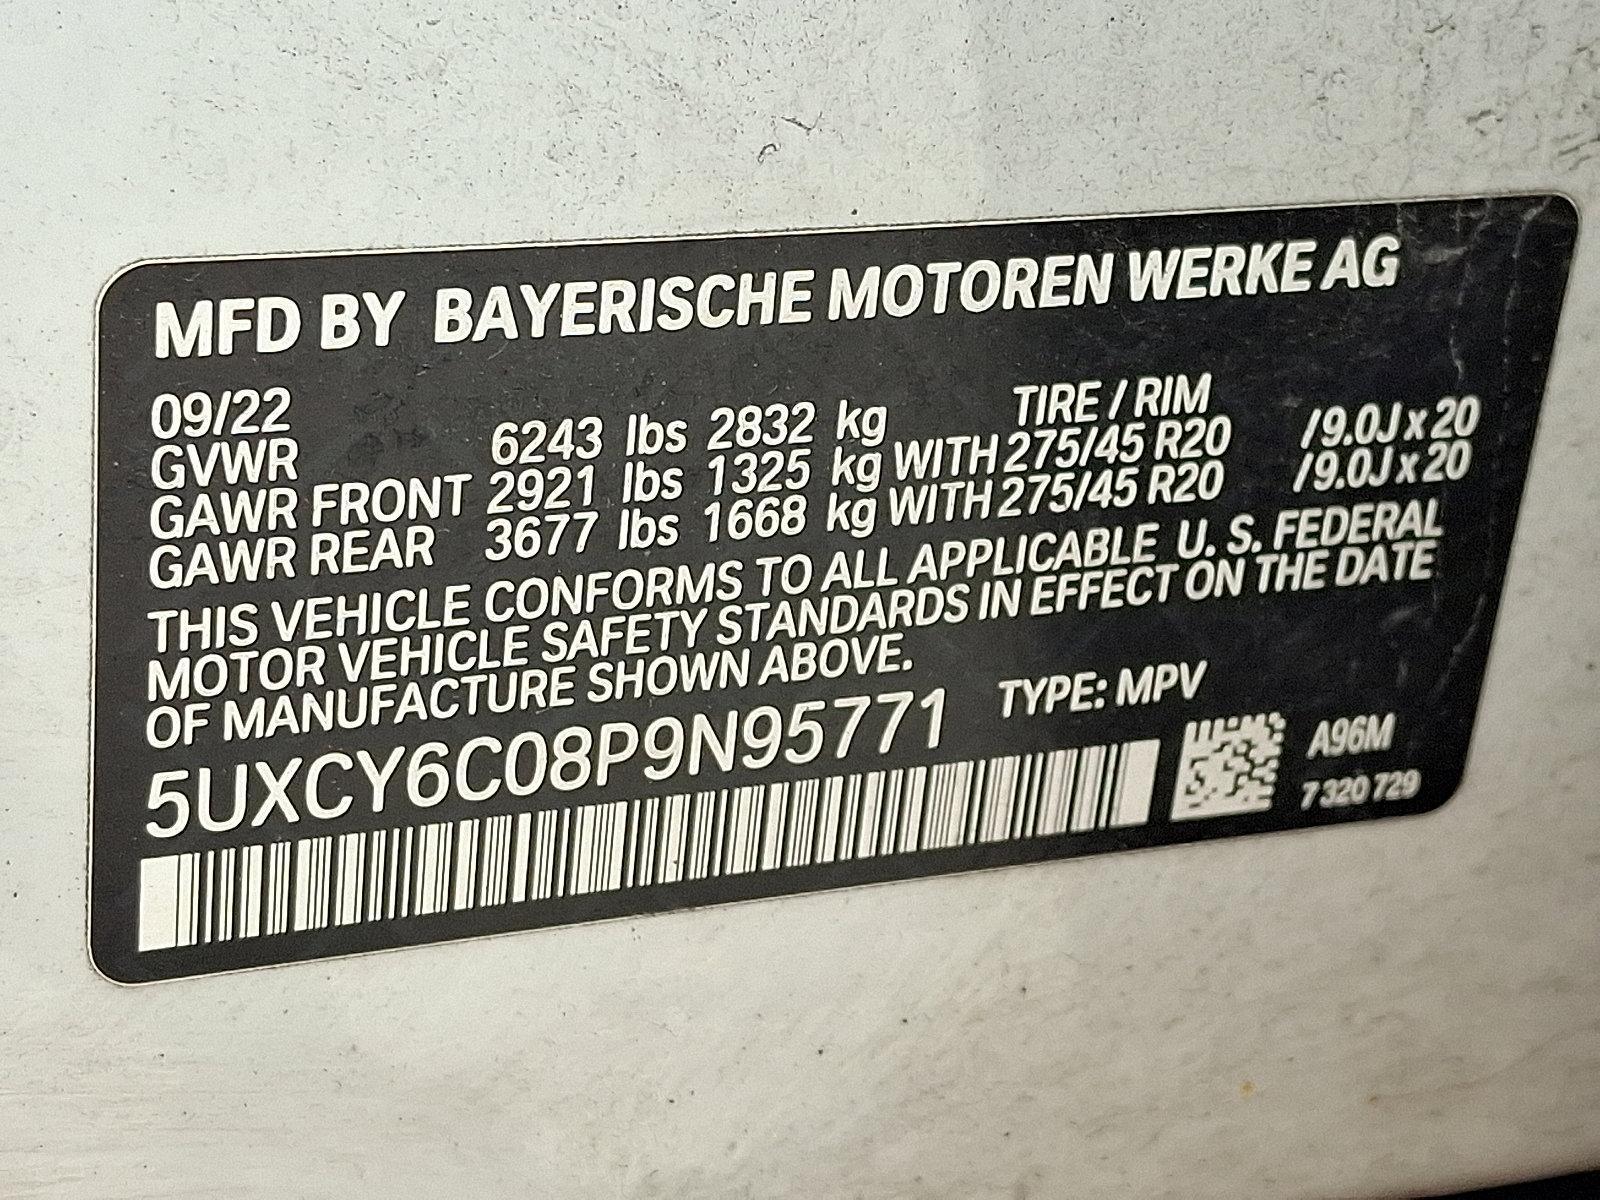 MFD BY BAYERISCHE MOTOREN WERKE AG
09/22 TIRE / RIM
GVWR 6243 lbs 2832 kg
GAWR FRONT 2921 lbs 1325 kg WITH 275/45 R20 /9.0J x 20
GAWR REAR 3677 lbs 1668 kg WITH 275/45 R20 /9.0J x 20
THIS VEHICLE CONFORMS TO ALL APPLICABLE U. S. FEDERAL
MOTOR VEHICLE SAFETY STANDARDS IN EFFECT ON THE DATE
OF MANUFACTURE SHOWN ABOVE.
5UXCY6C08P9N95771 TYPE: MPV
A96M
7 320 729